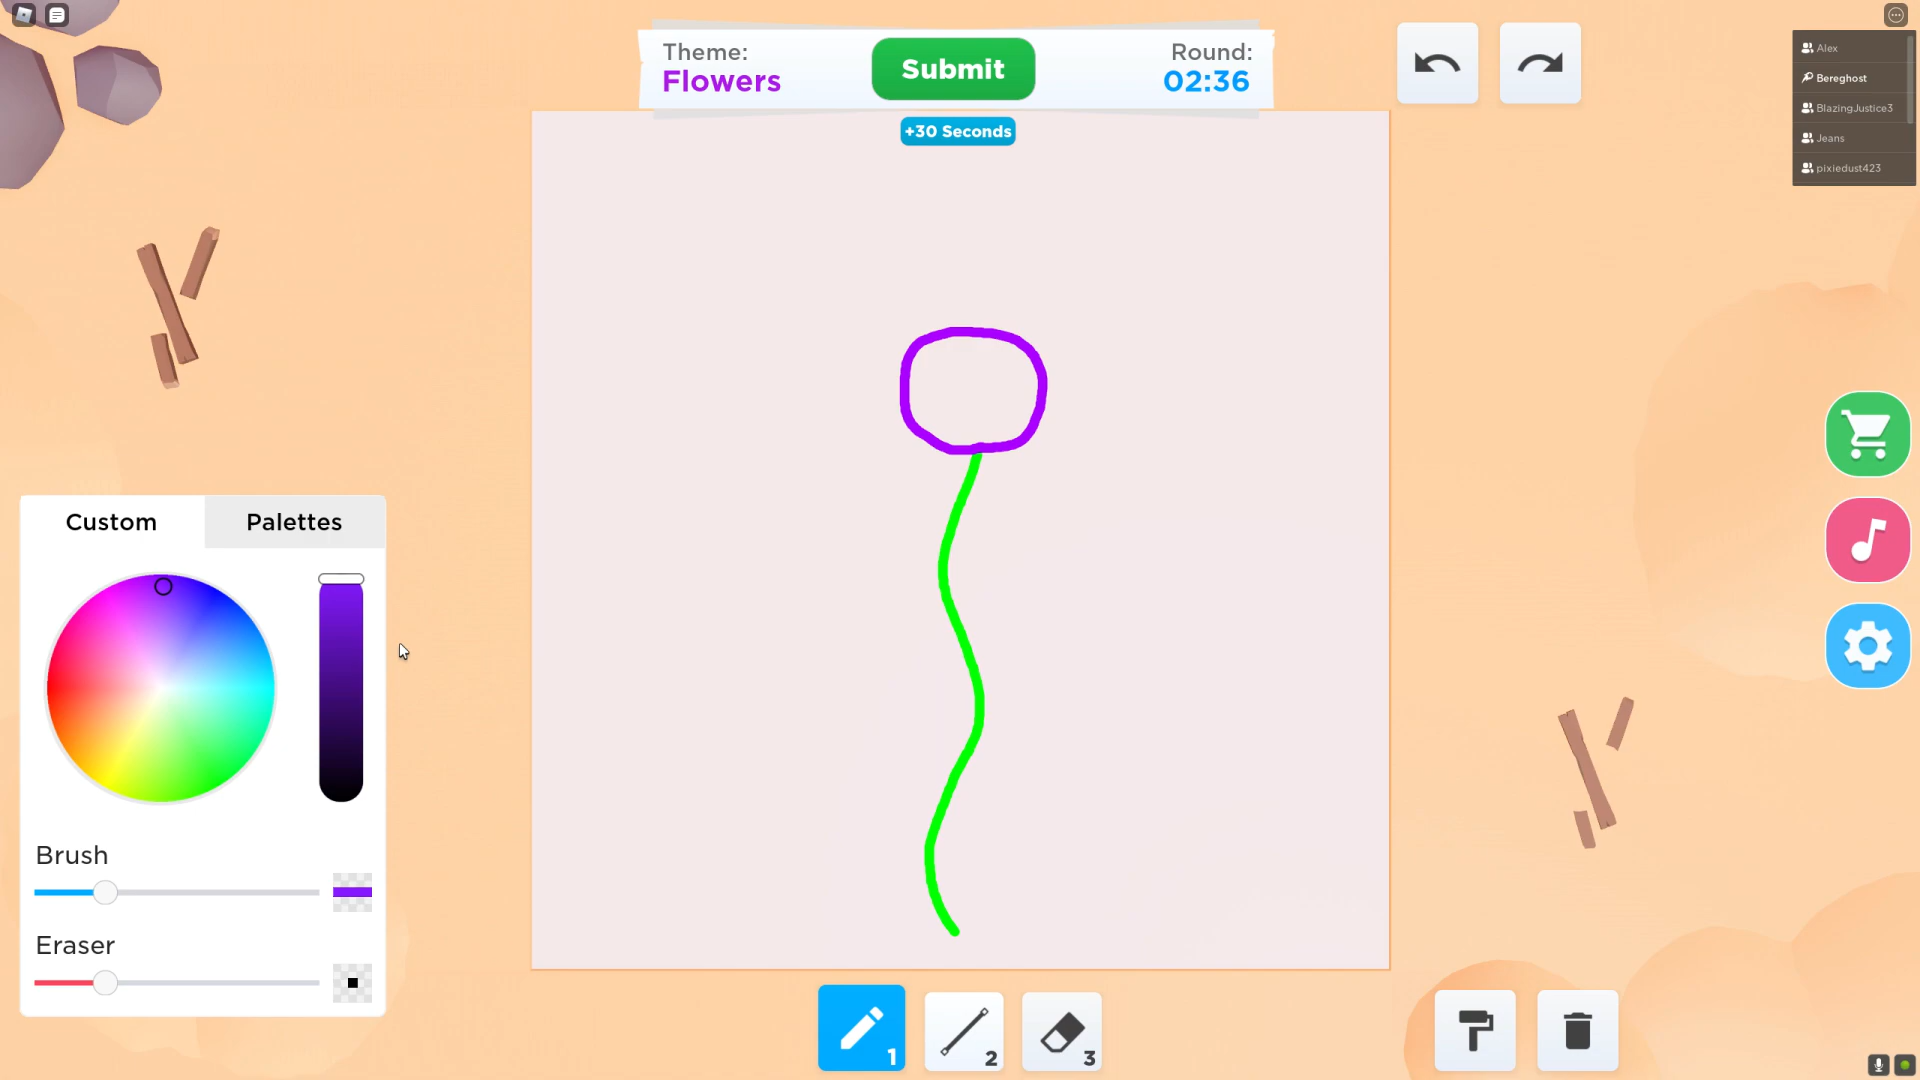 Theme:
Flowers
Submit
Round:
02:36
+30 Seconds
Alex
Bereghost
BlazingJustice3
Jeans
pixiedust423
Custom
Palettes
Brush
Eraser
1
2
3